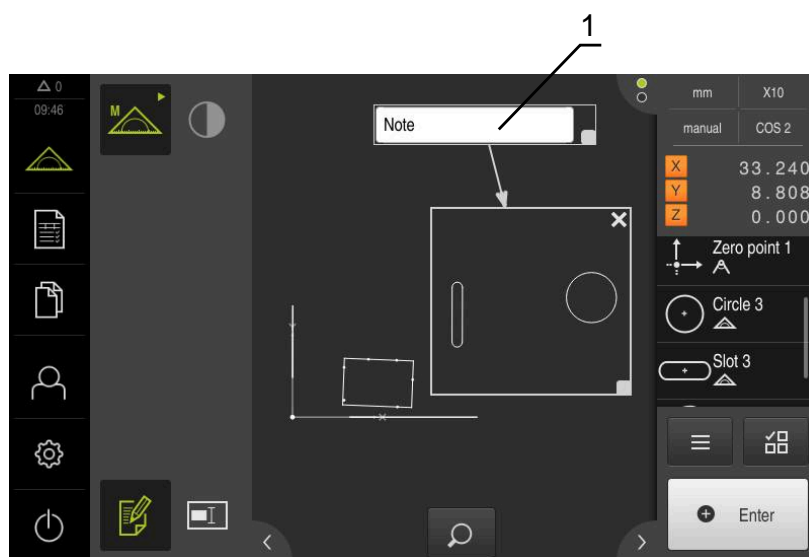 1
0
09:46
M
Note
mm X10
manual COS 2
X 33.240
Y 8.808
Z 0.000
Zero point 1
Circle 3
Slot 3
Enter